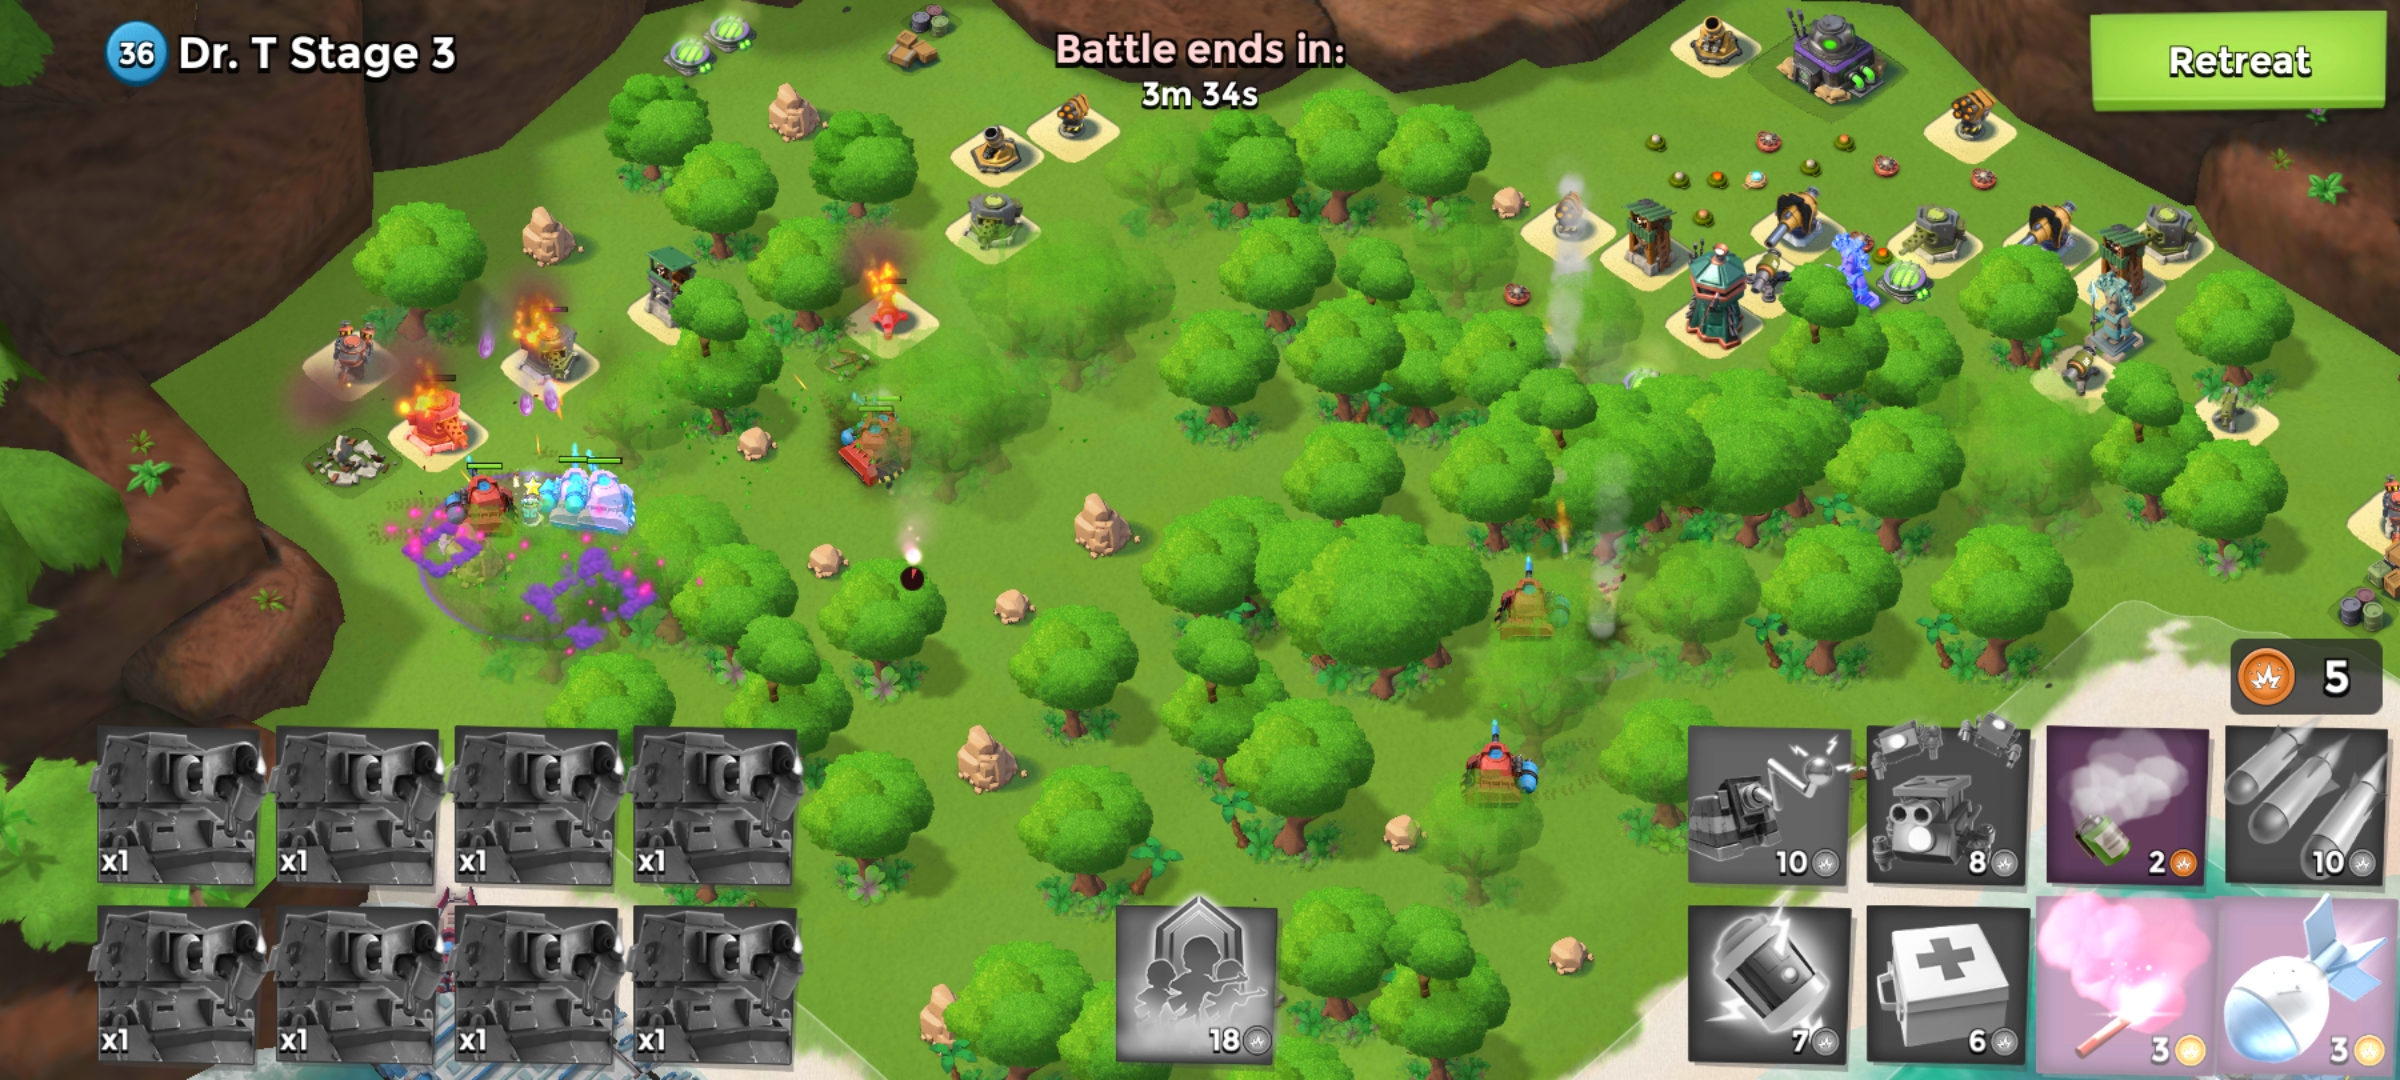 36 Dr. T Stage 3
Battle ends in:
3m 34s
Retreat
5
10
8
2
10
x1
x1
x1
x1
x1
x1
x1
x1
18
7
6
3
3